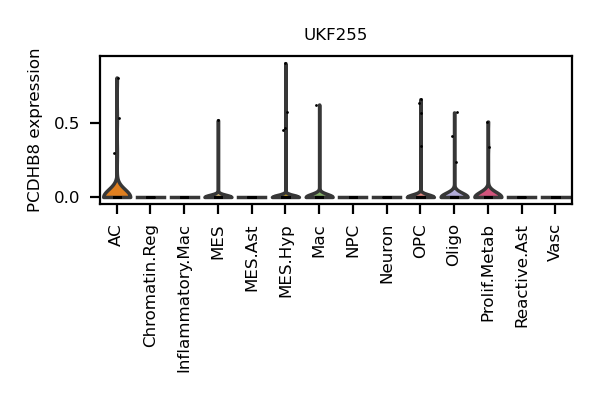 UKF255
PCDHB8 expression
0.5
0.0
AC
Chromatin.Reg
Inflammatory.Mac
MES
MES.Ast
MES.Hyp
Mac
NPC
Neuron
OPC
Oligo
Prolif.Metab
Reactive.Ast
Vasc